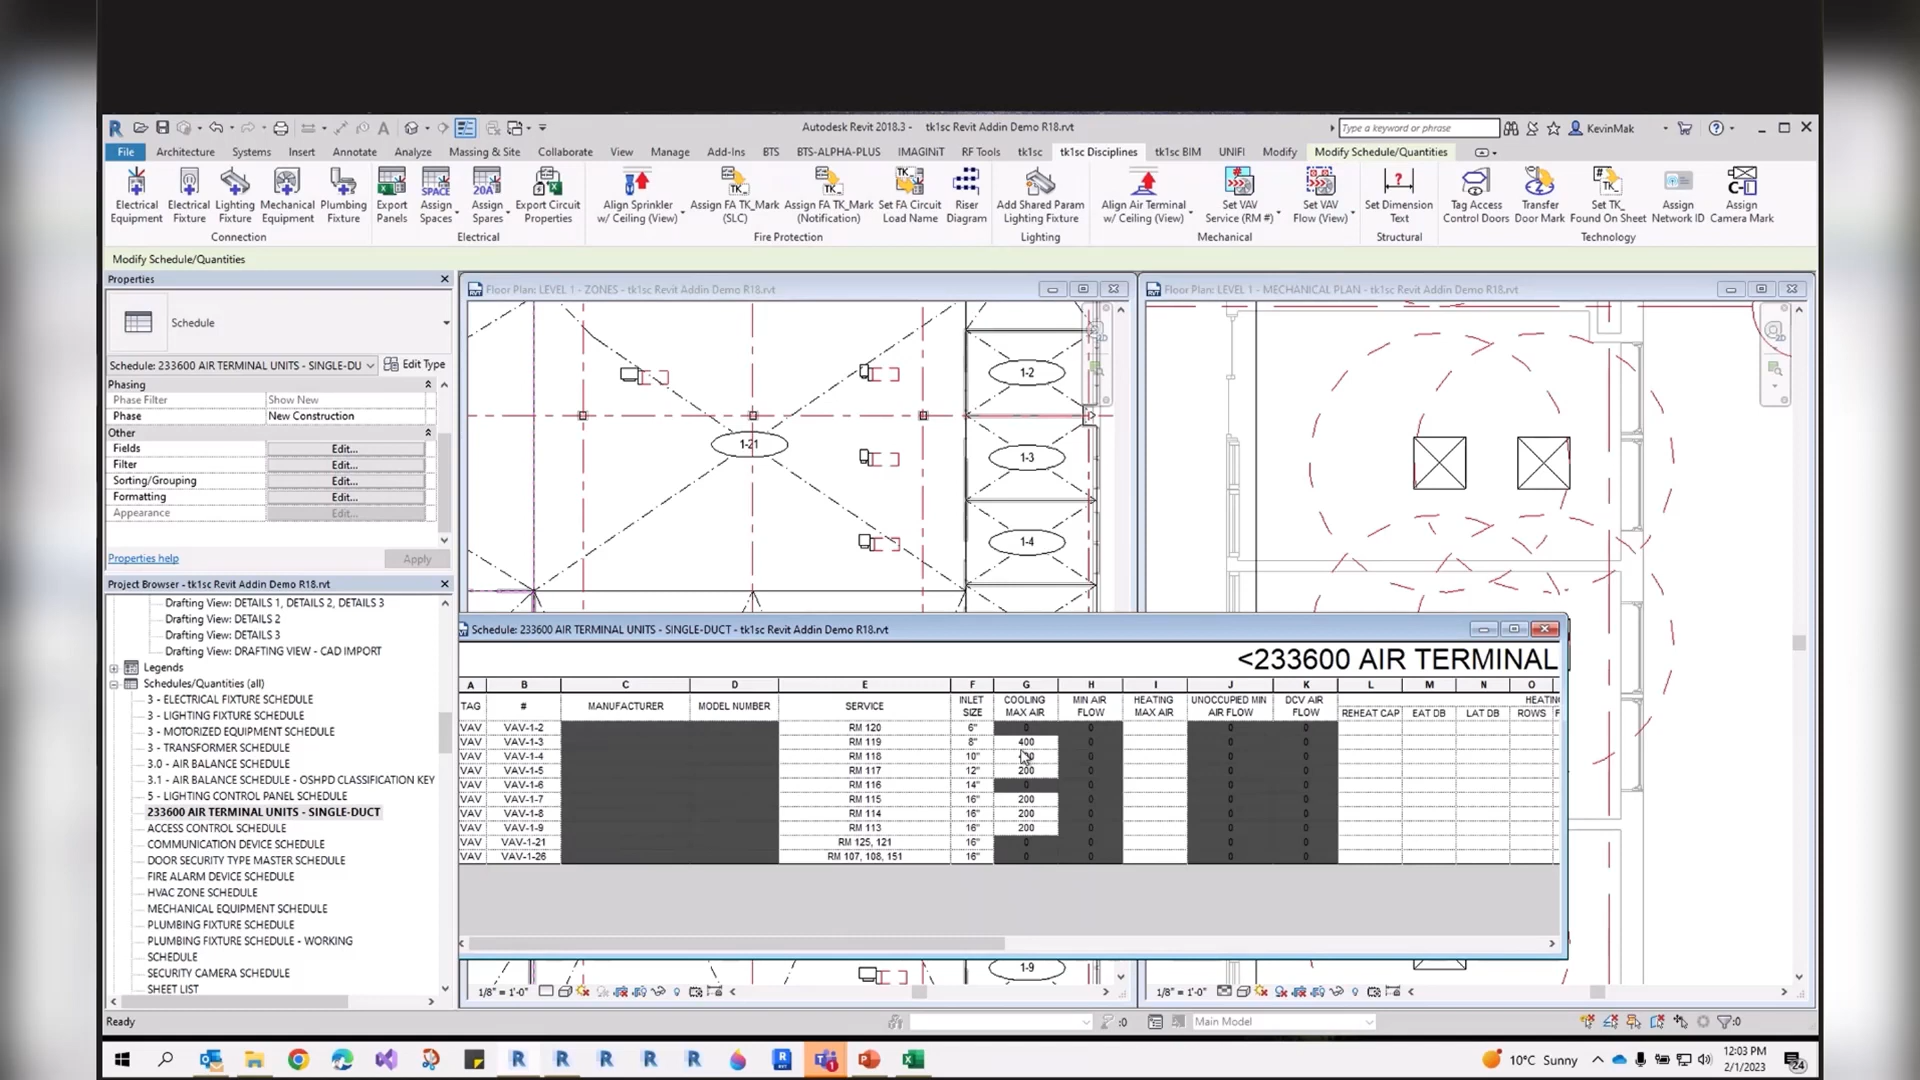 Autodesk Revit 2018.3 - tk1sc Revit Addin Demo R18.rvt
Type a keyword or phrase
KevinMak
File Architecture Systems Insert Annotate Analyze Massing & Site Collaborate View Manage Add-Ins BTS BTS-ALPHA-PLUS IMAGINiT RF Tools tk1sc tk1sc Disciplines tk1sc BIM UNIFI Modify Modify Schedule/Quantities
Electrical Equipment
Electrical Fixture
Lighting Fixture
Mechanical Equipment
Plumbing Fixture
Export Panels
Assign Spaces
Assign Spares
Export Circuit Properties
Align Sprinkler w/ Ceiling (View)
Assign FA TK_Mark (SLC)
Assign FA TK_Mark (Notification)
Set FA Circuit Load Name
Riser Diagram
Add Shared Param Lighting Fixture
Align Air Terminal w/ Ceiling (View)
Set VAV Service (RM #)
Set VAV Flow (View)
Set Dimension Text
Tag Access Control Doors
Transfer Door Mark
Set TK_ Found On Sheet
Assign Network ID
Assign Camera Mark
Connection Electrical Fire Protection Lighting Mechanical Structural Technology
Modify Schedule/Quantities
Properties
Schedule
Schedule: 233600 AIR TERMINAL UNITS - SINGLE-DU
Edit Type
Phasing
Phase Filter Show New
Phase New Construction
Other
Fields Edit...
Filter Edit...
Sorting/Grouping Edit...
Formatting Edit...
Appearance Edit...
Properties help
Apply
Project Browser - tk1sc Revit Addin Demo R18.rvt
Drafting View: DETAILS 1, DETAILS 2, DETAILS 3
Drafting View: DETAILS 2
Drafting View: DETAILS 3
Drafting View: DRAFTING VIEW - CAD IMPORT
Legends
Schedules/Quantities (all)
3 - ELECTRICAL FIXTURE SCHEDULE
3 - LIGHTING FIXTURE SCHEDULE
3 - MOTORIZED EQUIPMENT SCHEDULE
3 - TRANSFORMER SCHEDULE
3.0 - AIR BALANCE SCHEDULE
3.1 - AIR BALANCE SCHEDULE - OSHPD CLASSIFICATION KEY
5 - LIGHTING CONTROL PANEL SCHEDULE
233600 AIR TERMINAL UNITS - SINGLE-DUCT
ACCESS CONTROL SCHEDULE
COMMUNICATION DEVICE SCHEDULE
DOOR SECURITY TYPE MASTER SCHEDULE
FIRE ALARM DEVICE SCHEDULE
HVAC ZONE SCHEDULE
MECHANICAL EQUIPMENT SCHEDULE
PLUMBING FIXTURE SCHEDULE
PLUMBING FIXTURE SCHEDULE - WORKING
SCHEDULE
SECURITY CAMERA SCHEDULE
SHEET LIST
Floor Plan: LEVEL 1 - ZONES - tk1sc Revit Addin Demo R18.rvt
1-21
1-2
1-3
1-4
1-9
1/8" = 1'-0"
Floor Plan: LEVEL 1 - MECHANICAL PLAN - tk1sc Revit Addin Demo R18.rvt
1/8" = 1'-0"
Schedule: 233600 AIR TERMINAL UNITS - SINGLE-DUCT - tk1sc Revit Addin Demo R18.rvt
<233600 AIR TERMINAL
A B C D E F G H I J K L M N O
TAG # MANUFACTURER MODEL NUMBER SERVICE INLET SIZE COOLING MAX AIR MIN AIR FLOW HEATING MAX AIR UNOCCUPIED MIN AIR FLOW DCV AIR FLOW REHEAT CAP EAT DB LAT DB ROWS
VAV VAV-1-2 RM 120 6" 0 0 0 0
VAV VAV-1-3 RM 119 8" 400 0 0 0
VAV VAV-1-4 RM 118 10" 0 0 0
VAV VAV-1-5 RM 117 12" 200 0 0 0
VAV VAV-1-6 RM 116 14" 0 0 0 0
VAV VAV-1-7 RM 115 16" 200 0 0 0
VAV VAV-1-8 RM 114 16" 200 0 0 0
VAV VAV-1-9 RM 113 16" 200 0 0 0
VAV VAV-1-21 RM 125, 121 16" 0 0 0 0
VAV VAV-1-26 RM 107, 108, 151 16" 0 0 0 0
Ready
:0
Main Model
:0
10°C Sunny
12:03 PM
2/1/2023
24